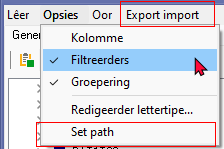 Lêer Opsies Oor Export import
Gener
Kolomme
Filtreerders
Groepering
Redigeerder lettertipe...
Set path